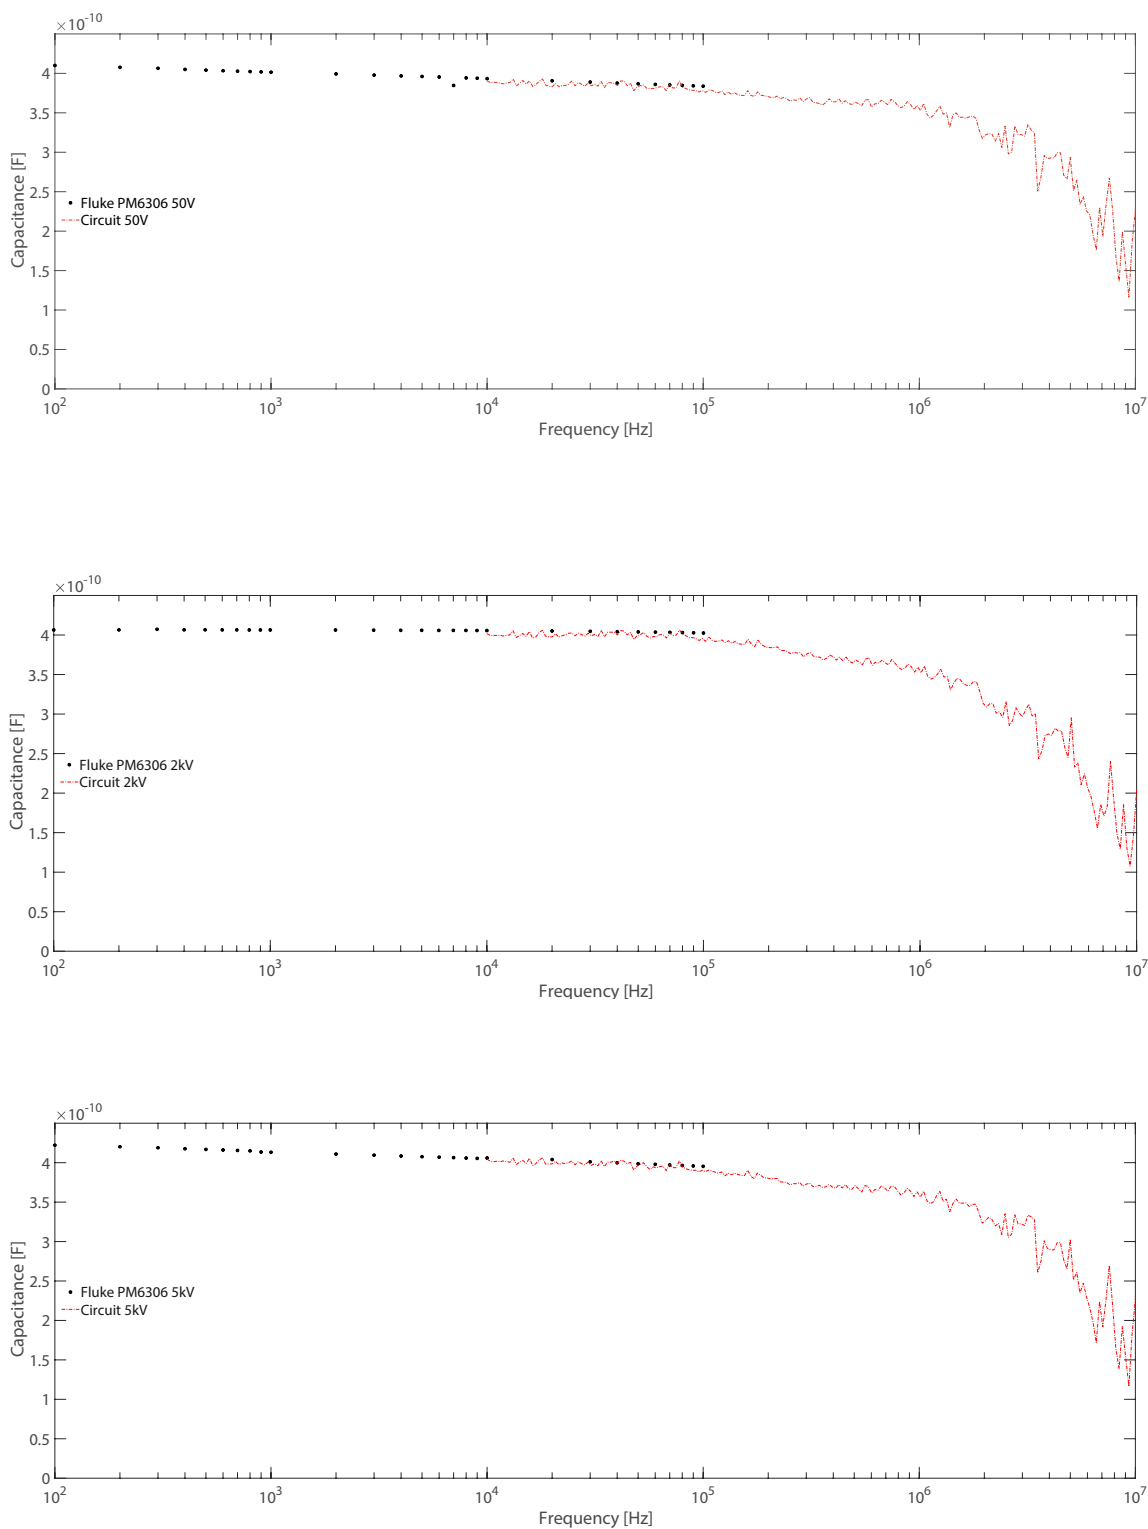 ×10⁻¹⁰
4
3.5
3
2.5
2
1.5
1
0.5
0
Capacitance [F]
Fluke PM6306 50V
Circuit 50V
10² 10³ 10⁴ 10⁵ 10⁶ 10⁷
Frequency [Hz]
×10⁻¹⁰
4
3.5
3
2.5
2
1.5
1
0.5
0
Capacitance [F]
Fluke PM6306 2kV
Circuit 2kV
10² 10³ 10⁴ 10⁵ 10⁶ 10⁷
Frequency [Hz]
×10⁻¹⁰
4
3.5
3
2.5
2
1.5
1
0.5
0
Capacitance [F]
Fluke PM6306 5kV
Circuit 5kV
10² 10³ 10⁴ 10⁵ 10⁶ 10⁷
Frequency [Hz]